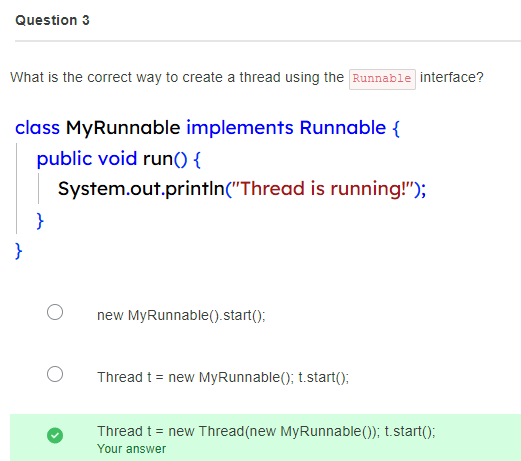 Question 3
What is the correct way to create a thread using the Runnable interface?
class MyRunnable implements Runnable {
public void run() {
System.out.println("Thread is running!");
}
}
new MyRunnable().start();
Thread t = new MyRunnable(); t.start();
Thread t = new Thread(new MyRunnable()); t.start();
Your answer